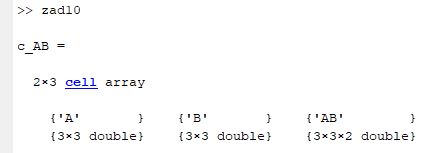 >> zad10
c_AB =
2×3 cell array
{'A'       }    {'B'       }    {'AB'        }
{3×3 double}    {3×3 double}    {3×3×2 double}